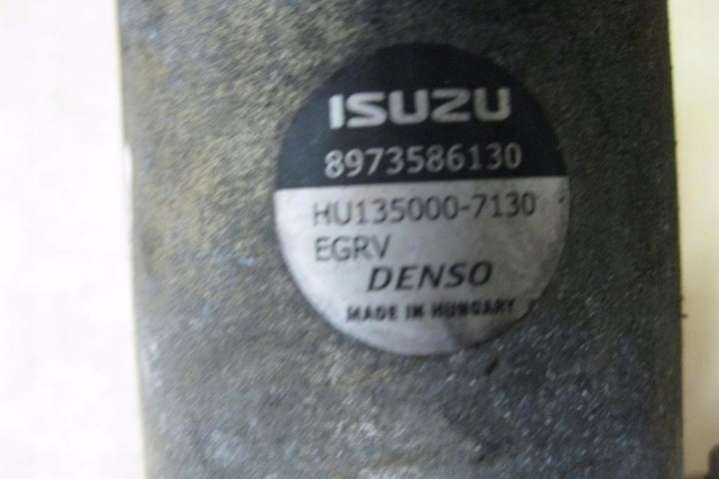 ISUZU
8973586130
HU135000-7130
EGRV
DENSO
MADE IN HUNGARY